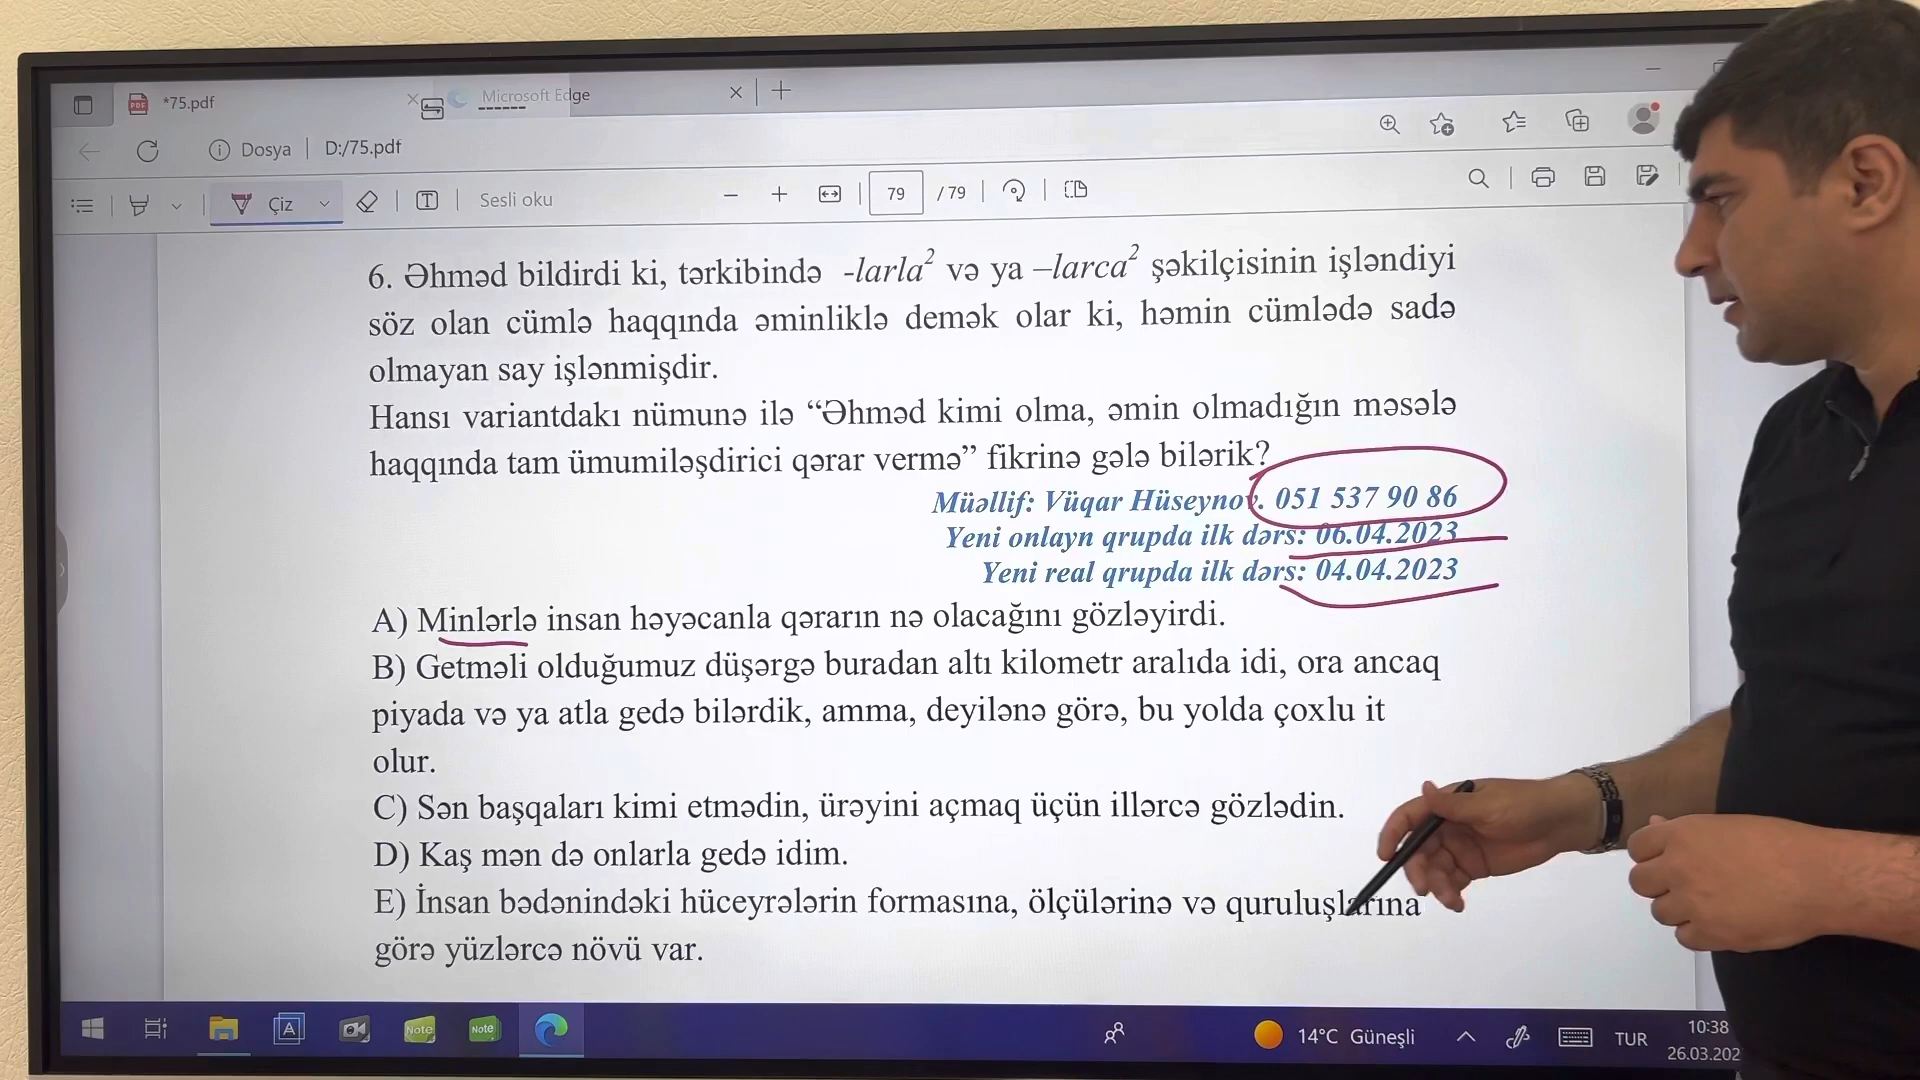 *75.pdf
Microsoft Edge
Dosya
D:/75.pdf
Çiz
Sesli oku
79
/ 79
6. Əhməd bildirdi ki, tərkibində -larla² və ya –larca² şəkilçisinin işləndiyi
söz olan cümlə haqqında əminliklə demək olar ki, həmin cümlədə sadə
olmayan say işlənmişdir.
Hansı variantdakı nümunə ilə “Əhməd kimi olma, əmin olmadığın məsələ
haqqında tam ümumiləşdirici qərar vermə” fikrinə gələ bilərik?
Müəllif: Vüqar Hüseynov. 051 537 90 86
Yeni onlayn qrupda ilk dərs: 06.04.2023
Yeni real qrupda ilk dərs: 04.04.2023
A) Minlərlə insan həyəcanla qərarın nə olacağını gözləyirdi.
B) Getməli olduğumuz düşərgə buradan altı kilometr aralıda idi, ora ancaq
piyada və ya atla gedə bilərdik, amma, deyilənə görə, bu yolda çoxlu it
olur.
C) Sən başqaları kimi etmədin, ürəyini açmaq üçün illərcə gözlədin.
D) Kaş mən də onlarla gedə idim.
E) İnsan bədənindəki hüceyrələrin formasına, ölçülərinə və quruluşlarına
görə yüzlərcə növü var.
Note
Note
14°C Güneşli
TUR
10:38
26.03.202